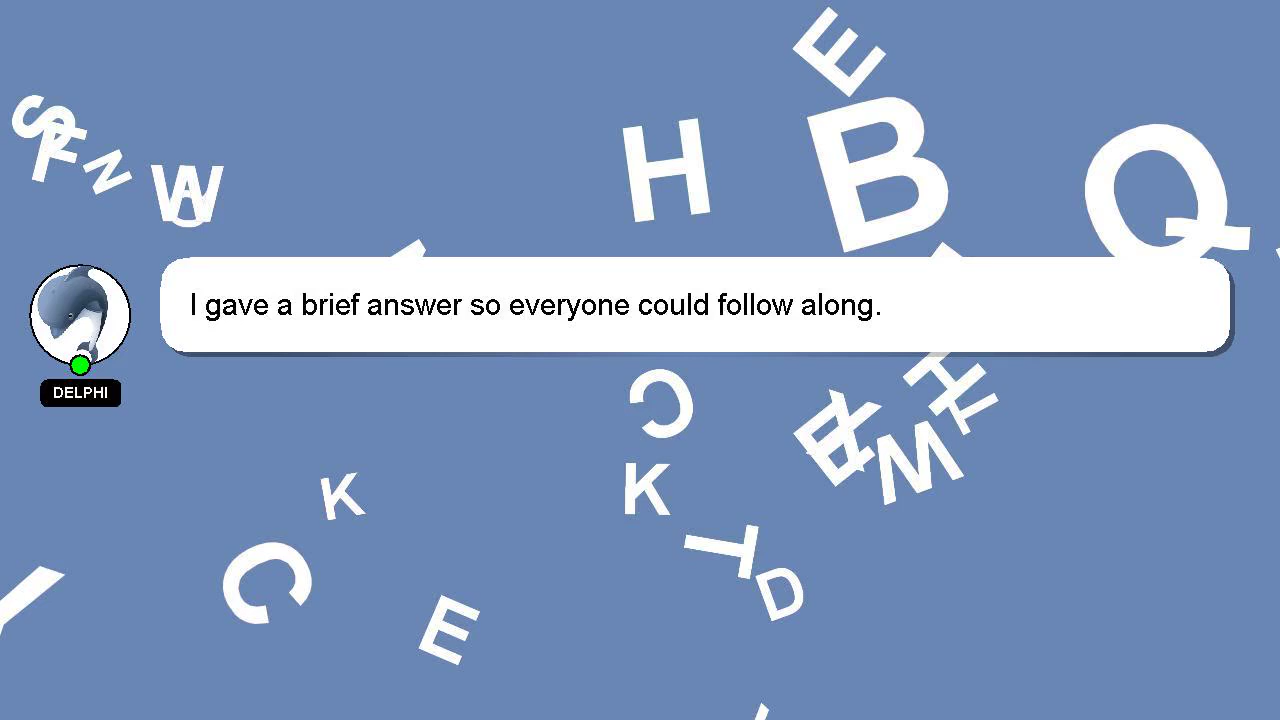 E
S
F
N
W
A
O
H
B
Q
I gave a brief answer so everyone could follow along.
DELPHI
C
H
E
M
K
K
T
D
C
E